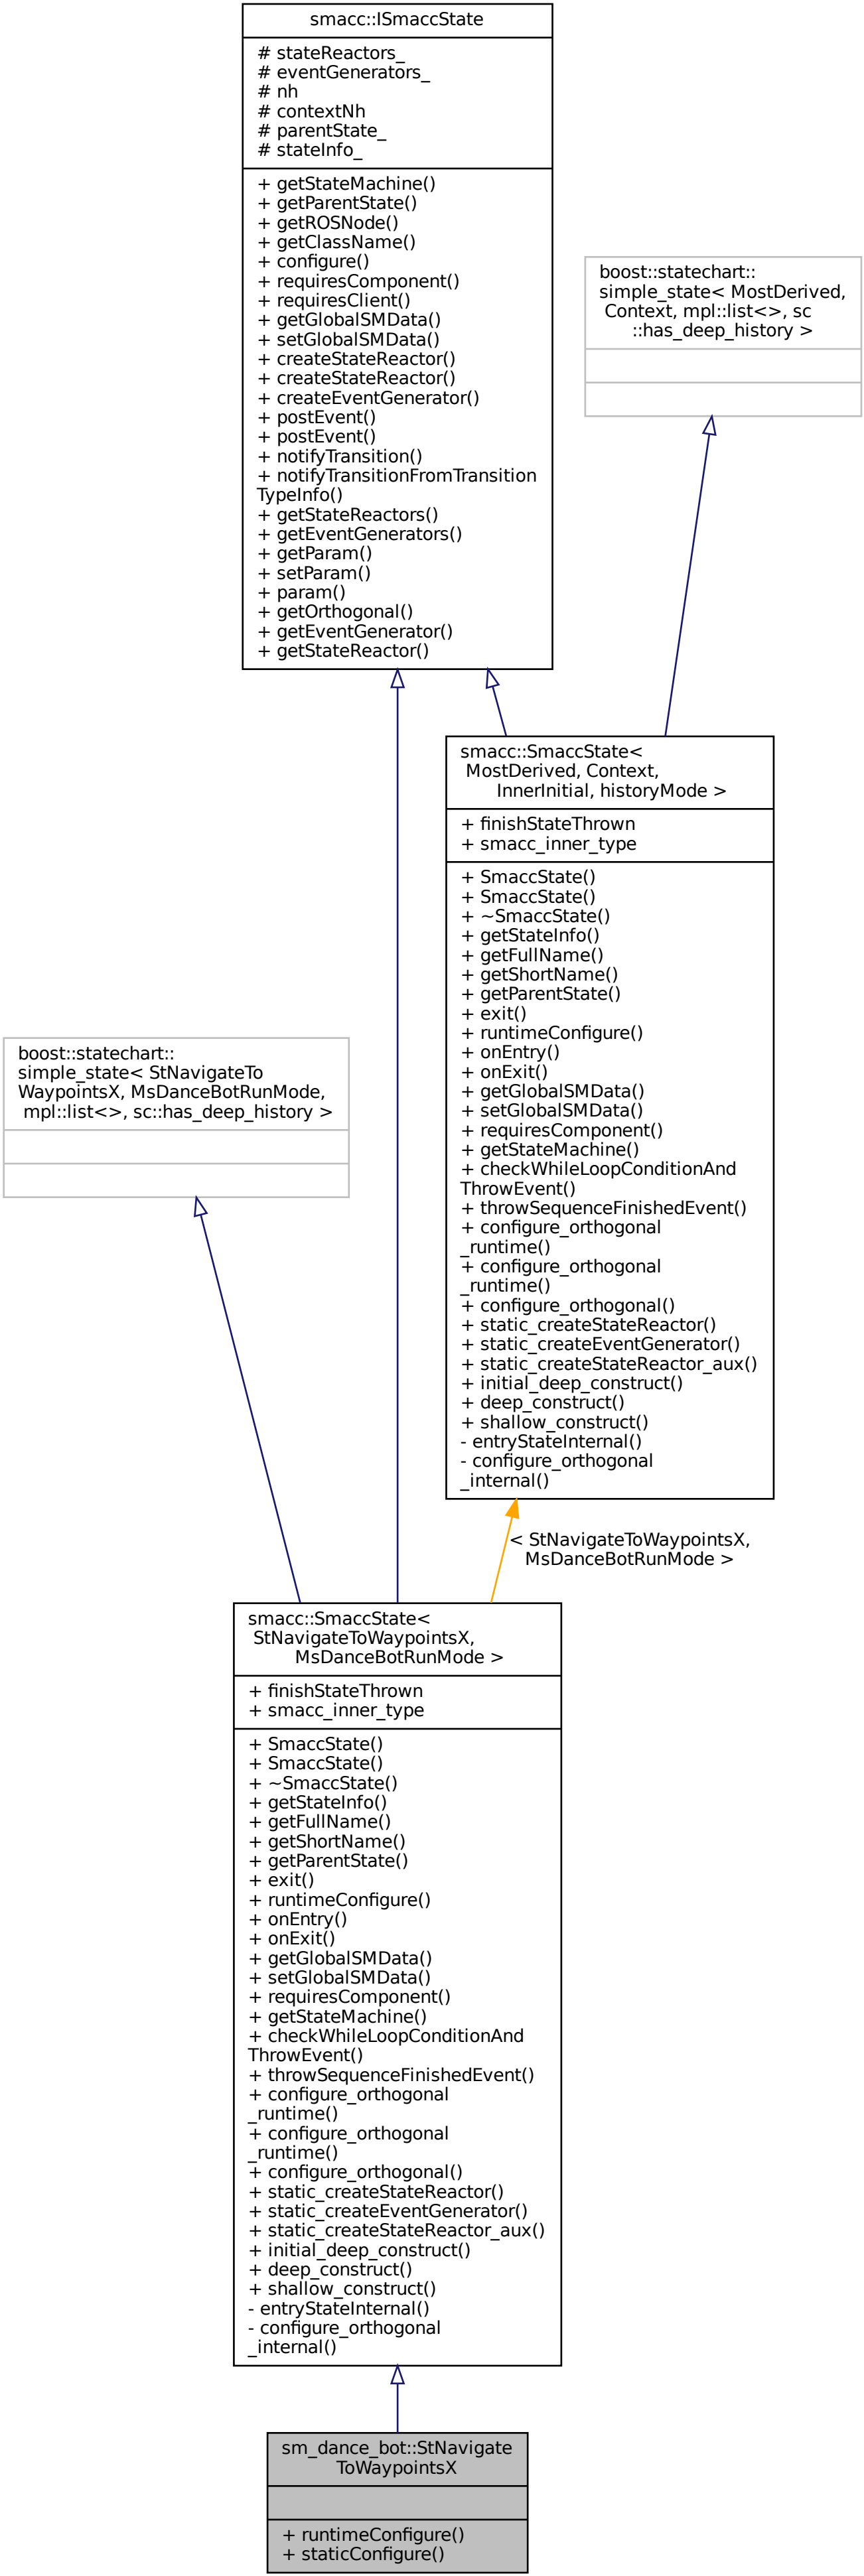 smacc::ISmaccState
# stateReactors_
# eventGenerators_
# nh
# contextNh
# parentState_
# stateInfo_
+ getStateMachine()
+ getParentState()
+ getROSNode()
+ getClassName()
+ configure()
+ requiresComponent()
+ requiresClient()
+ getGlobalSMData()
+ setGlobalSMData()
+ createStateReactor()
+ createStateReactor()
+ createEventGenerator()
+ postEvent()
+ postEvent()
+ notifyTransition()
+ notifyTransitionFromTransition
TypeInfo()
+ getStateReactors()
+ getEventGenerators()
+ getParam()
+ setParam()
+ param()
+ getOrthogonal()
+ getEventGenerator()
+ getStateReactor()
boost::statechart::
simple_state< MostDerived,
Context, mpl::list<>, sc
::has_deep_history >
smacc::SmaccState<
MostDerived, Context,
InnerInitial, historyMode >
+ finishStateThrown
+ smacc_inner_type
+ SmaccState()
+ SmaccState()
+ ~SmaccState()
+ getStateInfo()
+ getFullName()
+ getShortName()
+ getParentState()
+ exit()
+ runtimeConfigure()
+ onEntry()
+ onExit()
+ getGlobalSMData()
+ setGlobalSMData()
+ requiresComponent()
+ getStateMachine()
+ checkWhileLoopConditionAnd
ThrowEvent()
+ throwSequenceFinishedEvent()
+ configure_orthogonal
_runtime()
+ configure_orthogonal
_runtime()
+ configure_orthogonal()
+ static_createStateReactor()
+ static_createEventGenerator()
+ static_createStateReactor_aux()
+ initial_deep_construct()
+ deep_construct()
+ shallow_construct()
- entryStateInternal()
- configure_orthogonal
_internal()
boost::statechart::
simple_state< StNavigateTo
WaypointsX, MsDanceBotRunMode,
mpl::list<>, sc::has_deep_history >
< StNavigateToWaypointsX,
MsDanceBotRunMode >
smacc::SmaccState<
StNavigateToWaypointsX,
MsDanceBotRunMode >
+ finishStateThrown
+ smacc_inner_type
+ SmaccState()
+ SmaccState()
+ ~SmaccState()
+ getStateInfo()
+ getFullName()
+ getShortName()
+ getParentState()
+ exit()
+ runtimeConfigure()
+ onEntry()
+ onExit()
+ getGlobalSMData()
+ setGlobalSMData()
+ requiresComponent()
+ getStateMachine()
+ checkWhileLoopConditionAnd
ThrowEvent()
+ throwSequenceFinishedEvent()
+ configure_orthogonal
_runtime()
+ configure_orthogonal
_runtime()
+ configure_orthogonal()
+ static_createStateReactor()
+ static_createEventGenerator()
+ static_createStateReactor_aux()
+ initial_deep_construct()
+ deep_construct()
+ shallow_construct()
- entryStateInternal()
- configure_orthogonal
_internal()
sm_dance_bot::StNavigate
ToWaypointsX
+ runtimeConfigure()
+ staticConfigure()